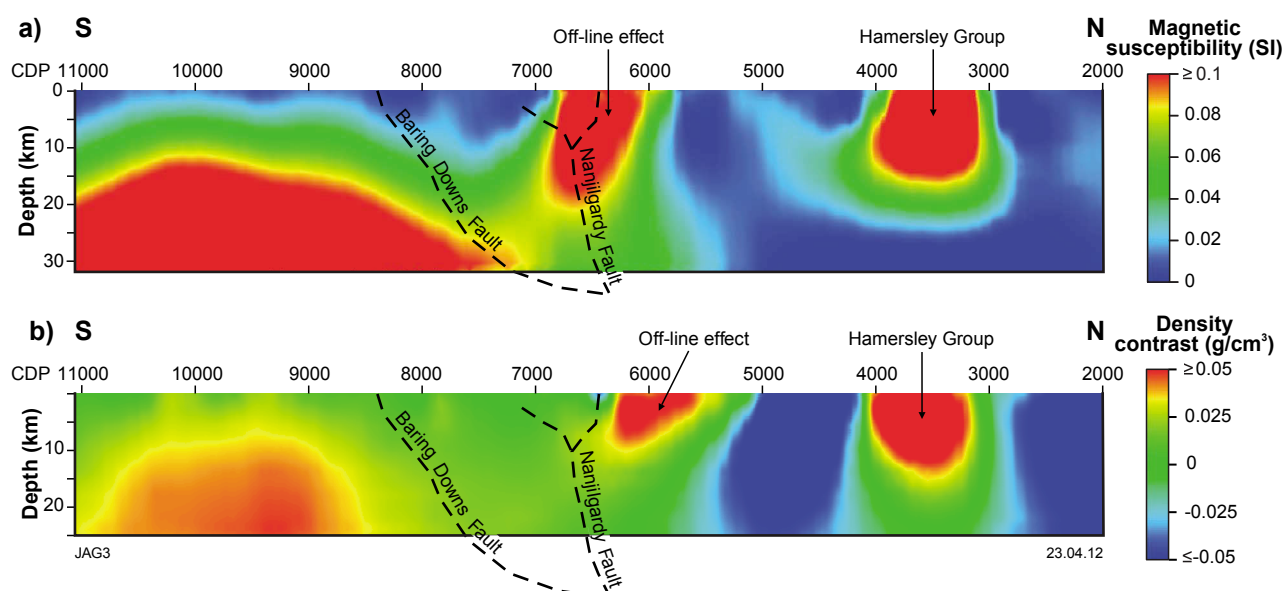 a) S
Off-line effect
Hamersley Group
N
Magnetic
susceptibility (SI)
CDP 11000 10000 9000 8000 7000 6000 5000 4000 3000 2000
0
10
20
30
Depth (km)
Baring Downs Fault
Nanjilgardy Fault
≥ 0.1
0.08
0.06
0.04
0.02
0
b) S
Off-line effect
Hamersley Group
N
Density
contrast (g/cm³)
CDP 11000 10000 9000 8000 7000 6000 5000 4000 3000 2000
10
20
Depth (km)
Baring Downs Fault
Nanjilgardy Fault
≥0.05
0.025
0
-0.025
≤-0.05
JAG3
23.04.12